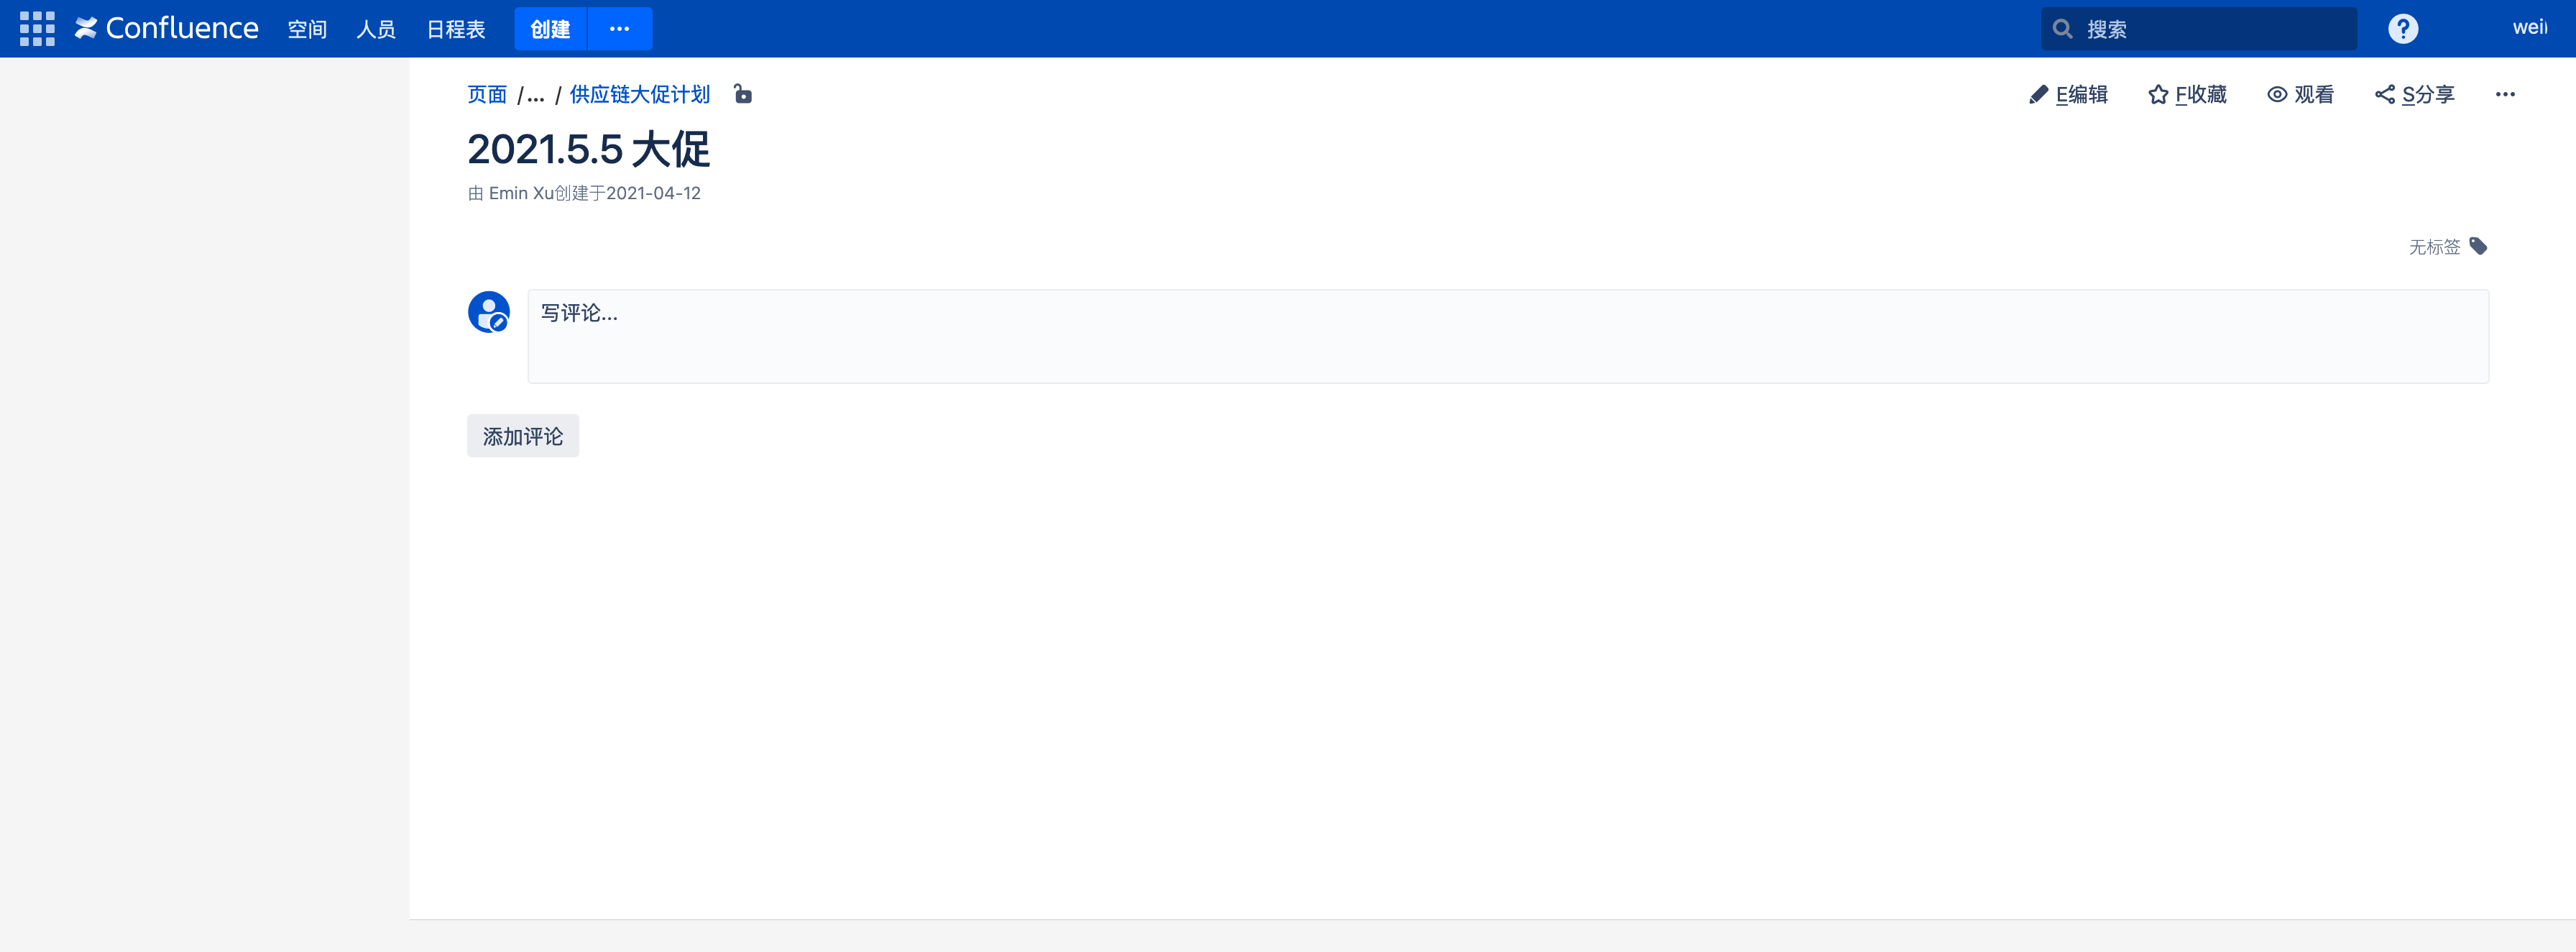 Confluence 空间 人员 日程表 创建 ··· 搜索 ? weii
页面 /... / 供应链大促计划 E编辑 F收藏 观看 S分享 ···
2021.5.5 大促
由 Emin Xu创建于2021-04-12
无标签
写评论...
添加评论